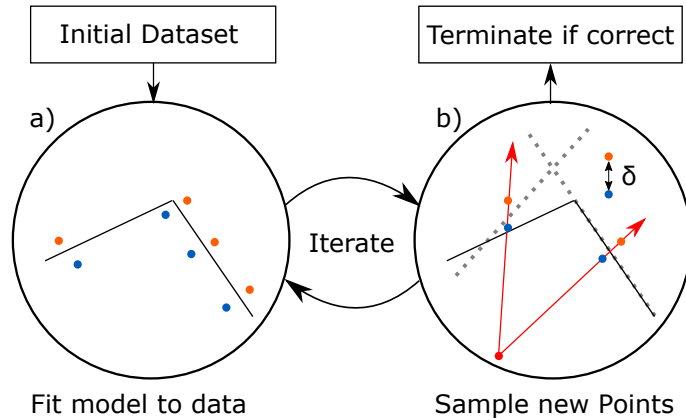 Initial Dataset
Terminate if correct
a)
b)
δ
Iterate
Fit model to data
Sample new Points